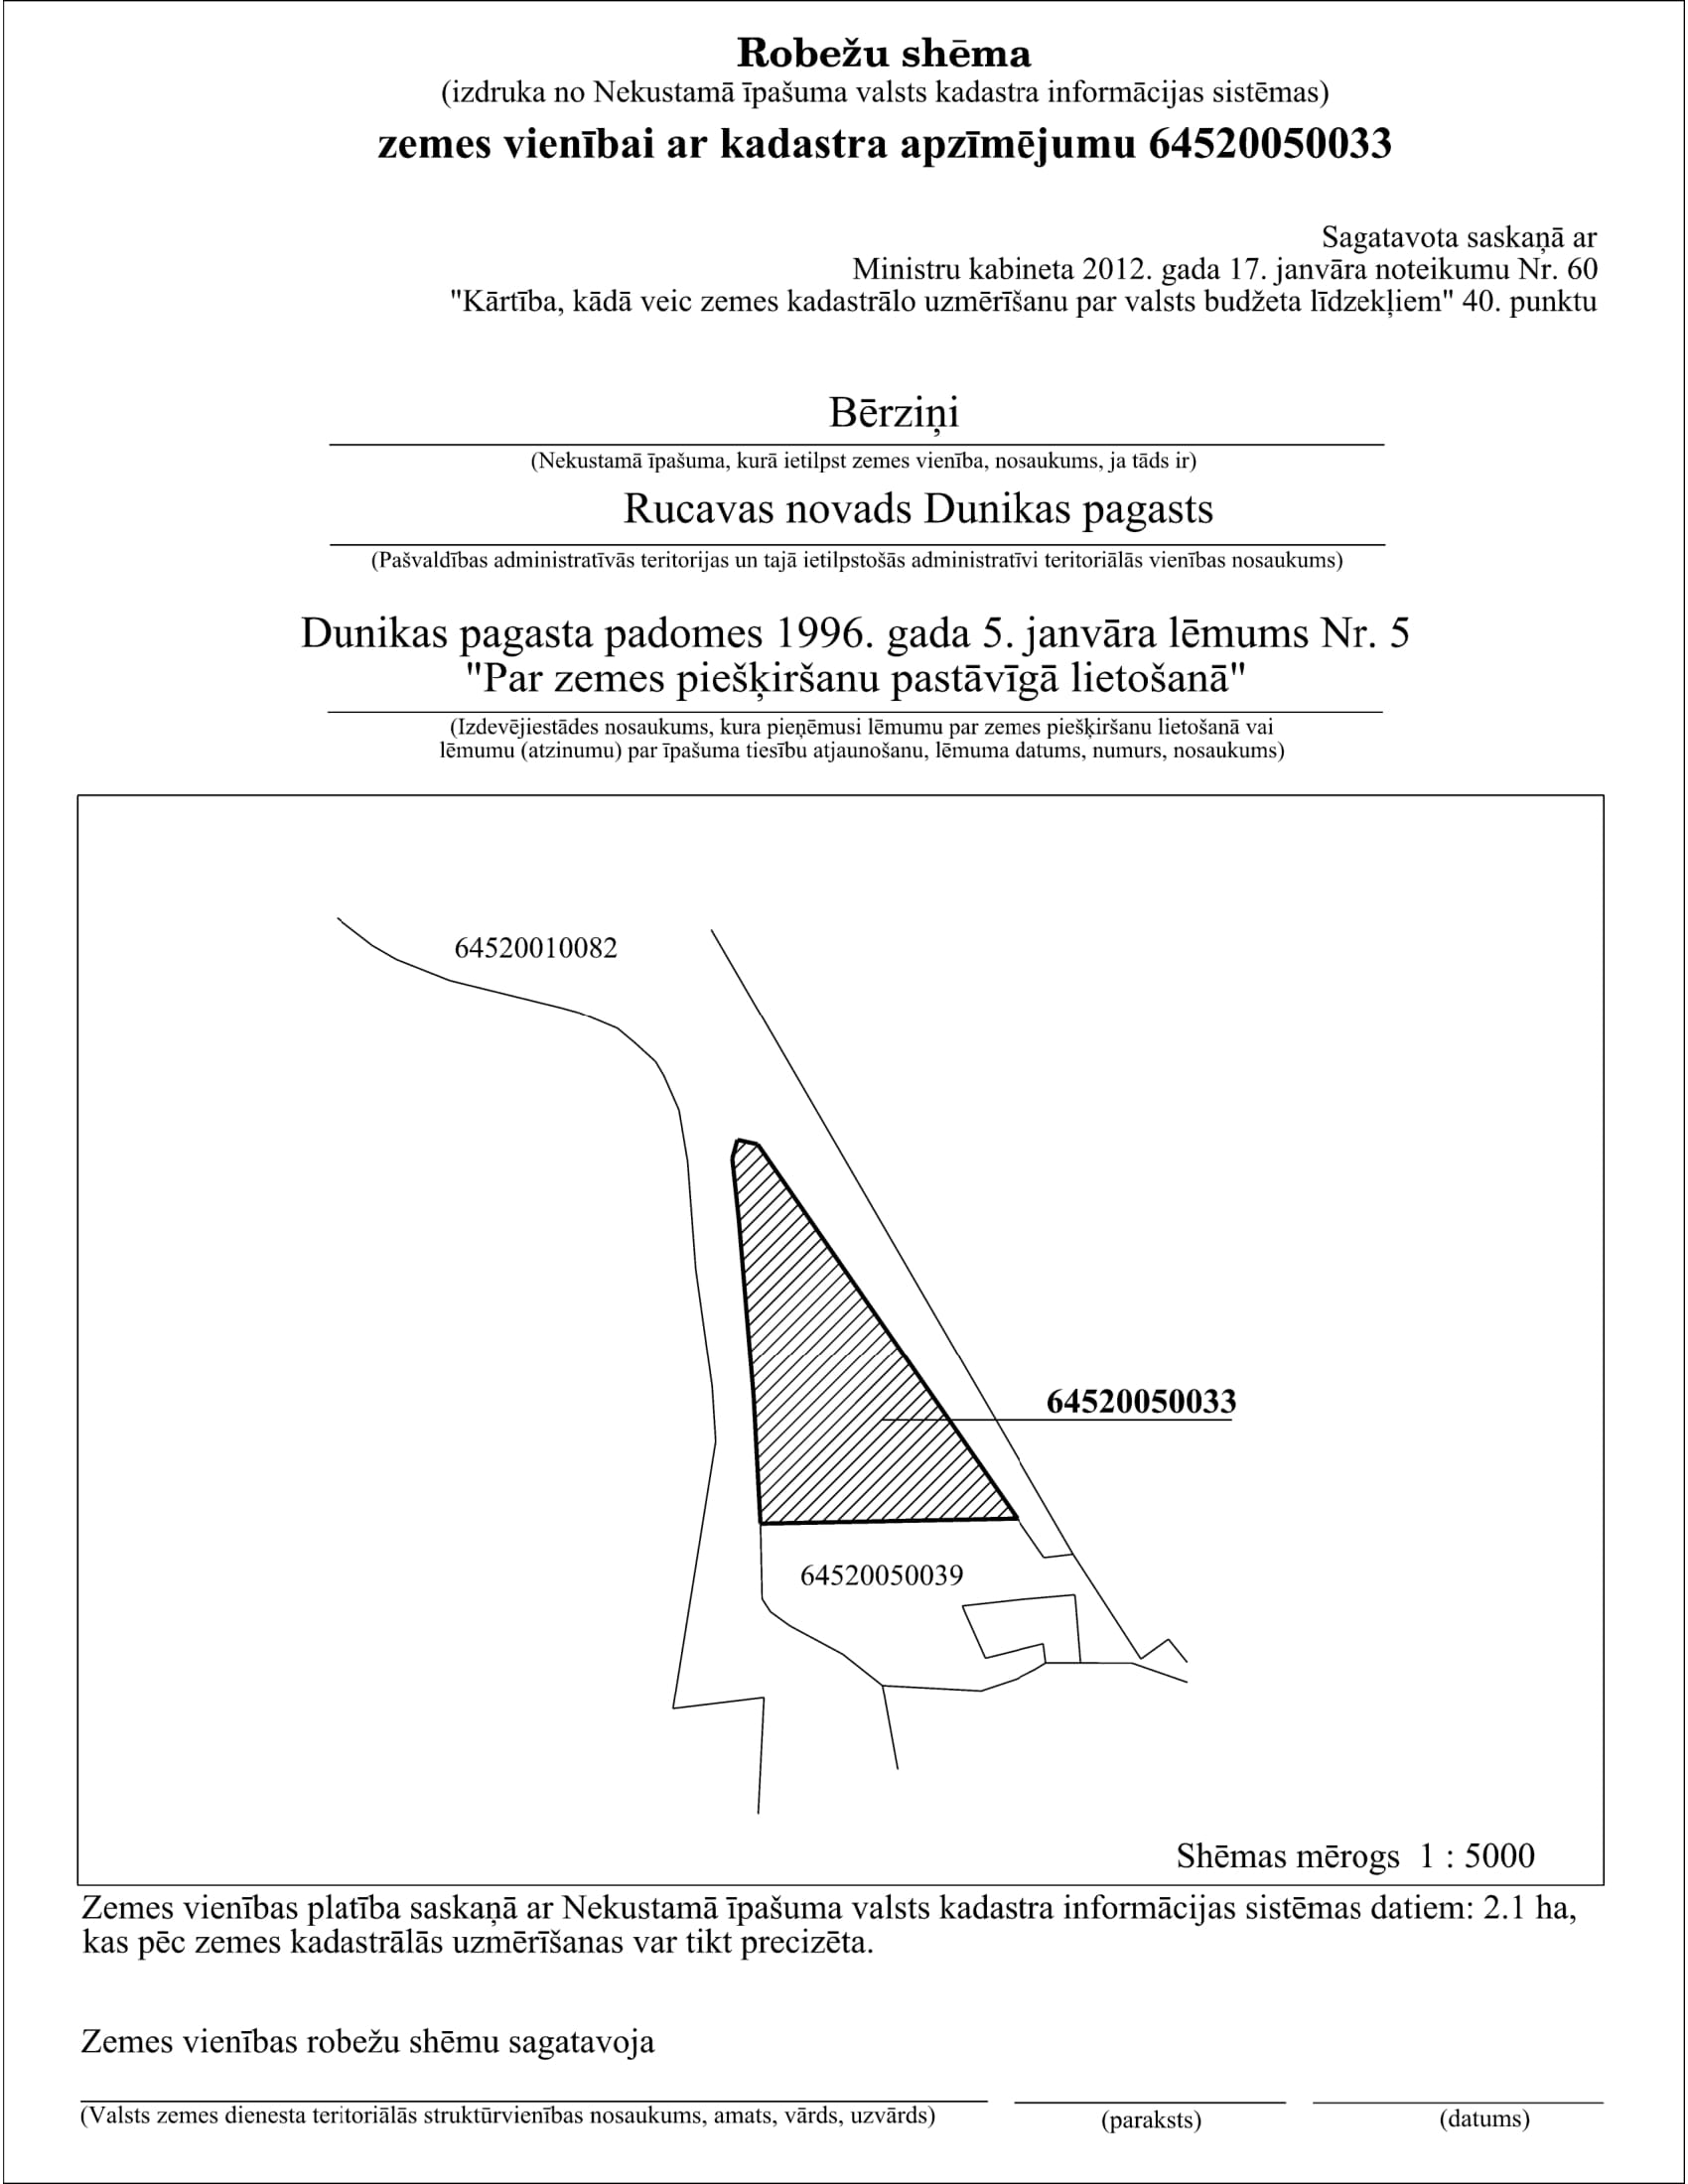 Robežu shēma
(izdruka no Nekustamā īpašuma valsts kadastra informācijas sistēmas)
zemes vienībai ar kadastra apzīmējumu 64520050033
Sagatavota saskaņā ar
Ministru kabineta 2012. gada 17. janvāra noteikumu Nr. 60
"Kārtība, kādā veic zemes kadastrālo uzmērīšanu par valsts budžeta līdzekļiem" 40. punktu
Bērziņi
(Nekustamā īpašuma, kurā ietilpst zemes vienība, nosaukums, ja tāds ir)
Rucavas novads Dunikas pagasts
(Pašvaldības administratīvās teritorijas un tajā ietilpstošās administratīvi teritoriālās vienības nosaukums)
Dunikas pagasta padomes 1996. gada 5. janvāra lēmums Nr. 5
"Par zemes piešķiršanu pastāvīgā lietošanā"
(Izdevējiestādes nosaukums, kura pieņēmusi lēmumu par zemes piešķiršanu lietošanā vai
lēmumu (atzinumu) par īpašuma tiesību atjaunošanu, lēmuma datums, numurs, nosaukums)
64520010082
64520050033
64520050039
Shēmas mērogs 1 : 5000
Zemes vienības platība saskaņā ar Nekustamā īpašuma valsts kadastra informācijas sistēmas datiem: 2.1 ha,
kas pēc zemes kadastrālās uzmērīšanas var tikt precizēta.
Zemes vienības robežu shēmu sagatavoja
(Valsts zemes dienesta teritoriālās struktūrvienības nosaukums, amats, vārds, uzvārds)
(paraksts)
(datums)